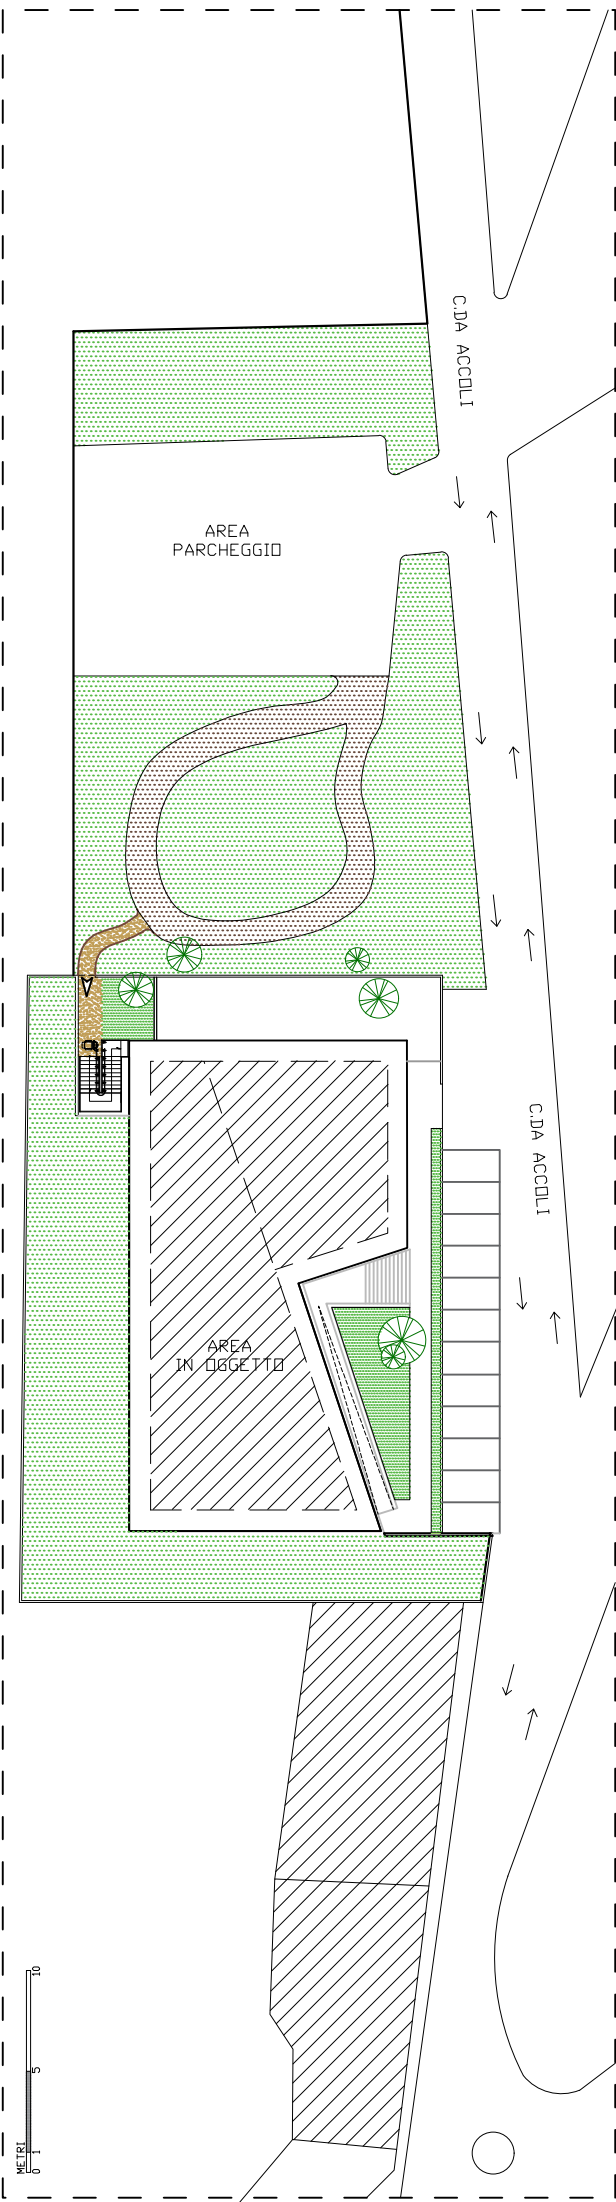 C.DA ACCOLI
AREA
PARCHEGGIO
C.DA ACCOLI
AREA
IN OGGETTO
METRI
0 1 5 10